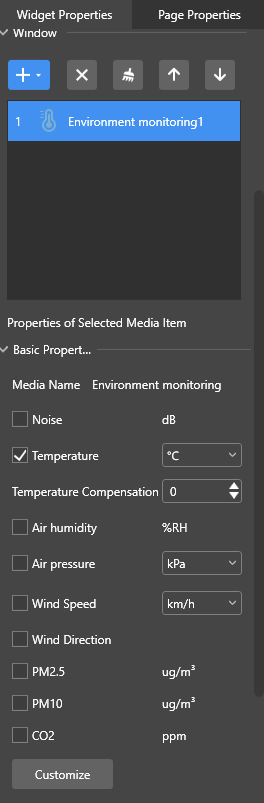 Widget Properties Page Properties
Window
1 Environment monitoring1
Properties of Selected Media Item
Basic Propert...
Media Name Environment monitoring
Noise dB
Temperature °C
Temperature Compensation 0
Air humidity %RH
Air pressure kPa
Wind Speed km/h
Wind Direction
PM2.5 ug/m³
PM10 ug/m³
CO2 ppm
Customize